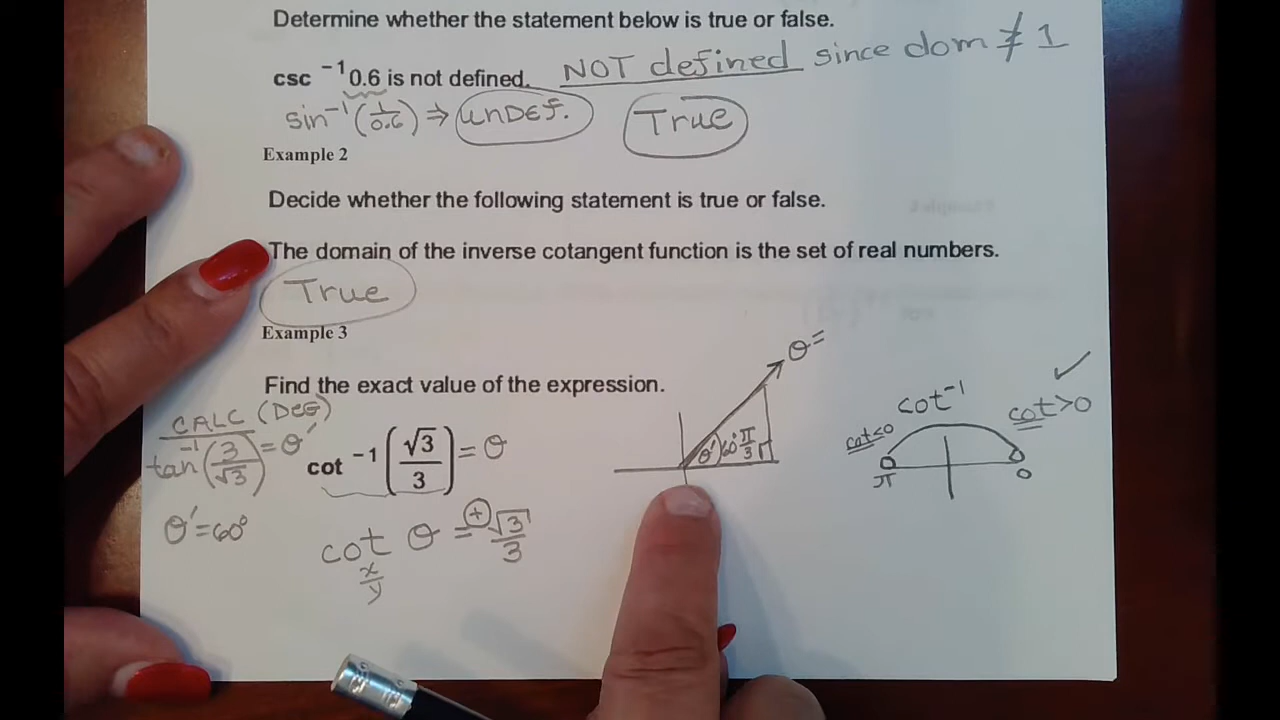 Determine whether the statement below is true or false.
csc ⁻¹0.6 is not defined. NOT defined since dom ≠ 1
sin⁻¹(1/0.6) ⇒ UNDEF. True
Example 2
Decide whether the following statement is true or false.
The domain of the inverse cotangent function is the set of real numbers.
True
Example 3
Find the exact value of the expression.
CALC (DEG)
tan⁻¹(3/√3) = θ'
θ' = 60°
cot ⁻¹(√3/3) = θ
cot θ = + √3/3
x/y
θ =
θ' 60° π/3
cot⁻¹
cot<0
cot>0 ✓
π
0